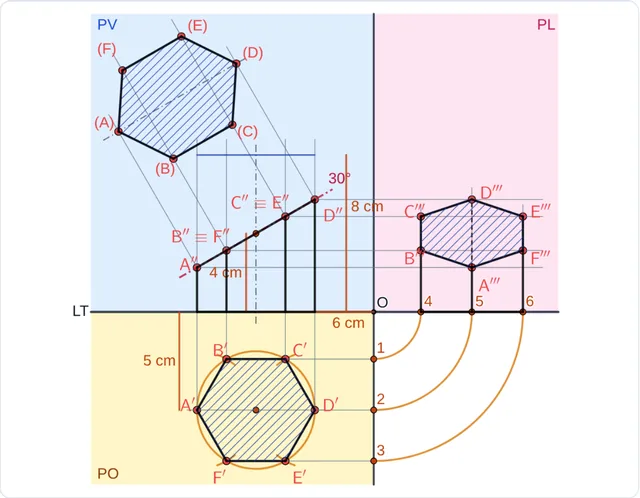 PV
PL
(E)
(F)
(D)
(A)
(C)
(B)
30°
C″ ≡ E″
D″
8 cm
B″ ≡ F″
A″
4 cm
D‴
C‴
E‴
B‴
F‴
A‴
LT
O
4
5
6
6 cm
5 cm
1
B′
C′
A′
D′
2
3
F′
E′
PO